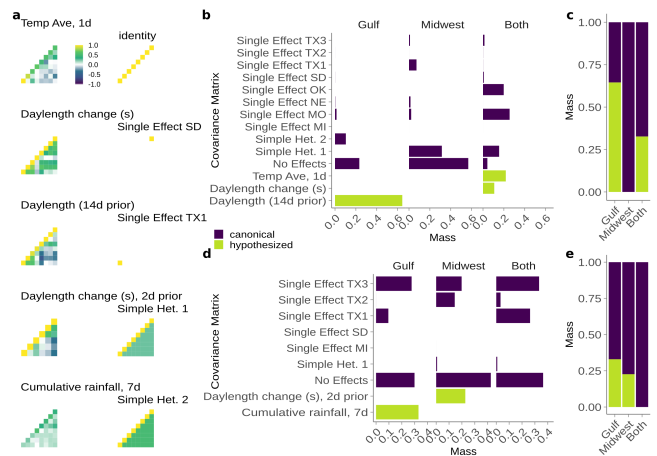 a
Temp Ave, 1d
1.0
0.5
0.0
-0.5
-1.0
identity
Daylength change (s)
Single Effect SD
Daylength (14d prior)
Single Effect TX1
Daylength change (s), 2d prior
Simple Het. 1
Cumulative rainfall, 7d
Simple Het. 2
b
Gulf Midwest Both
Covariance Matrix
Single Effect TX3
Single Effect TX2
Single Effect TX1
Single Effect SD
Single Effect OK
Single Effect NE
Single Effect MO
Single Effect MI
Simple Het. 2
Simple Het. 1
No Effects
Temp Ave, 1d
Daylength change (s)
Daylength (14d prior)
0.0 0.2 0.4 0.6 0.0 0.2 0.4 0.6 0.0 0.2 0.4 0.6
Mass
canonical
hypothesized
c
Mass
1.00
0.75
0.50
0.25
0.00
Gulf
Midwest
Both
d
Gulf Midwest Both
Covariance Matrix
Single Effect TX3
Single Effect TX2
Single Effect TX1
Single Effect SD
Single Effect MI
Simple Het. 1
No Effects
Daylength change (s), 2d prior
Cumulative rainfall, 7d
0.0 0.1 0.2 0.3 0.4 0.0 0.1 0.2 0.3 0.4 0.0 0.1 0.2 0.3 0.4
Mass
e
Mass
1.00
0.75
0.50
0.25
0.00
Gulf
Midwest
Both